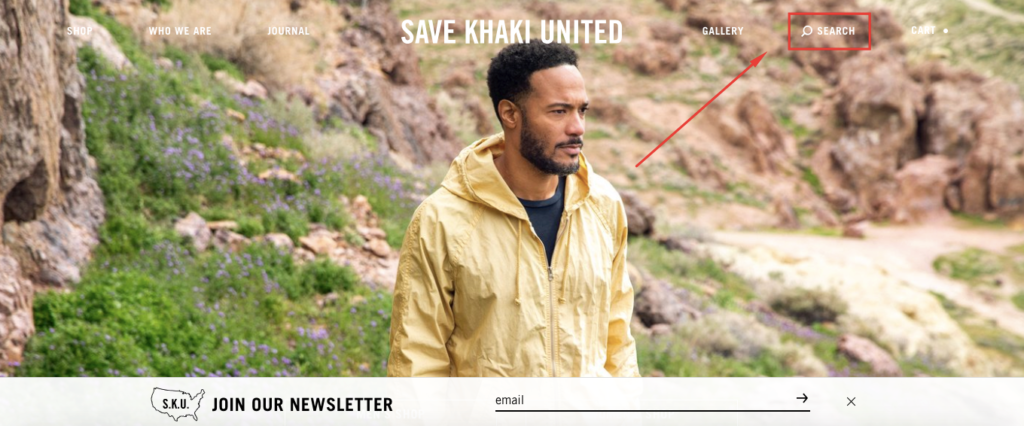 SHOP WHO WE ARE JOURNAL SAVE KHAKI UNITED GALLERY SEARCH CART
S.K.U. JOIN OUR NEWSLETTER email